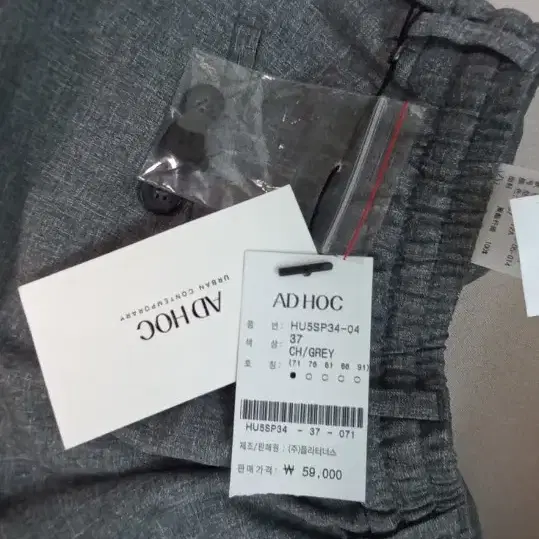 AD HOC
URBAN CONTEMPORARY
AD HOC
품 번: HU5SP34-04
색 상: 37
CH/GREY
호 칭: (71 76 81 86 91)
HU5SP34 - 37 - 071
제조/판매원 : (주)플리터너스
판매가격: ₩ 59,000